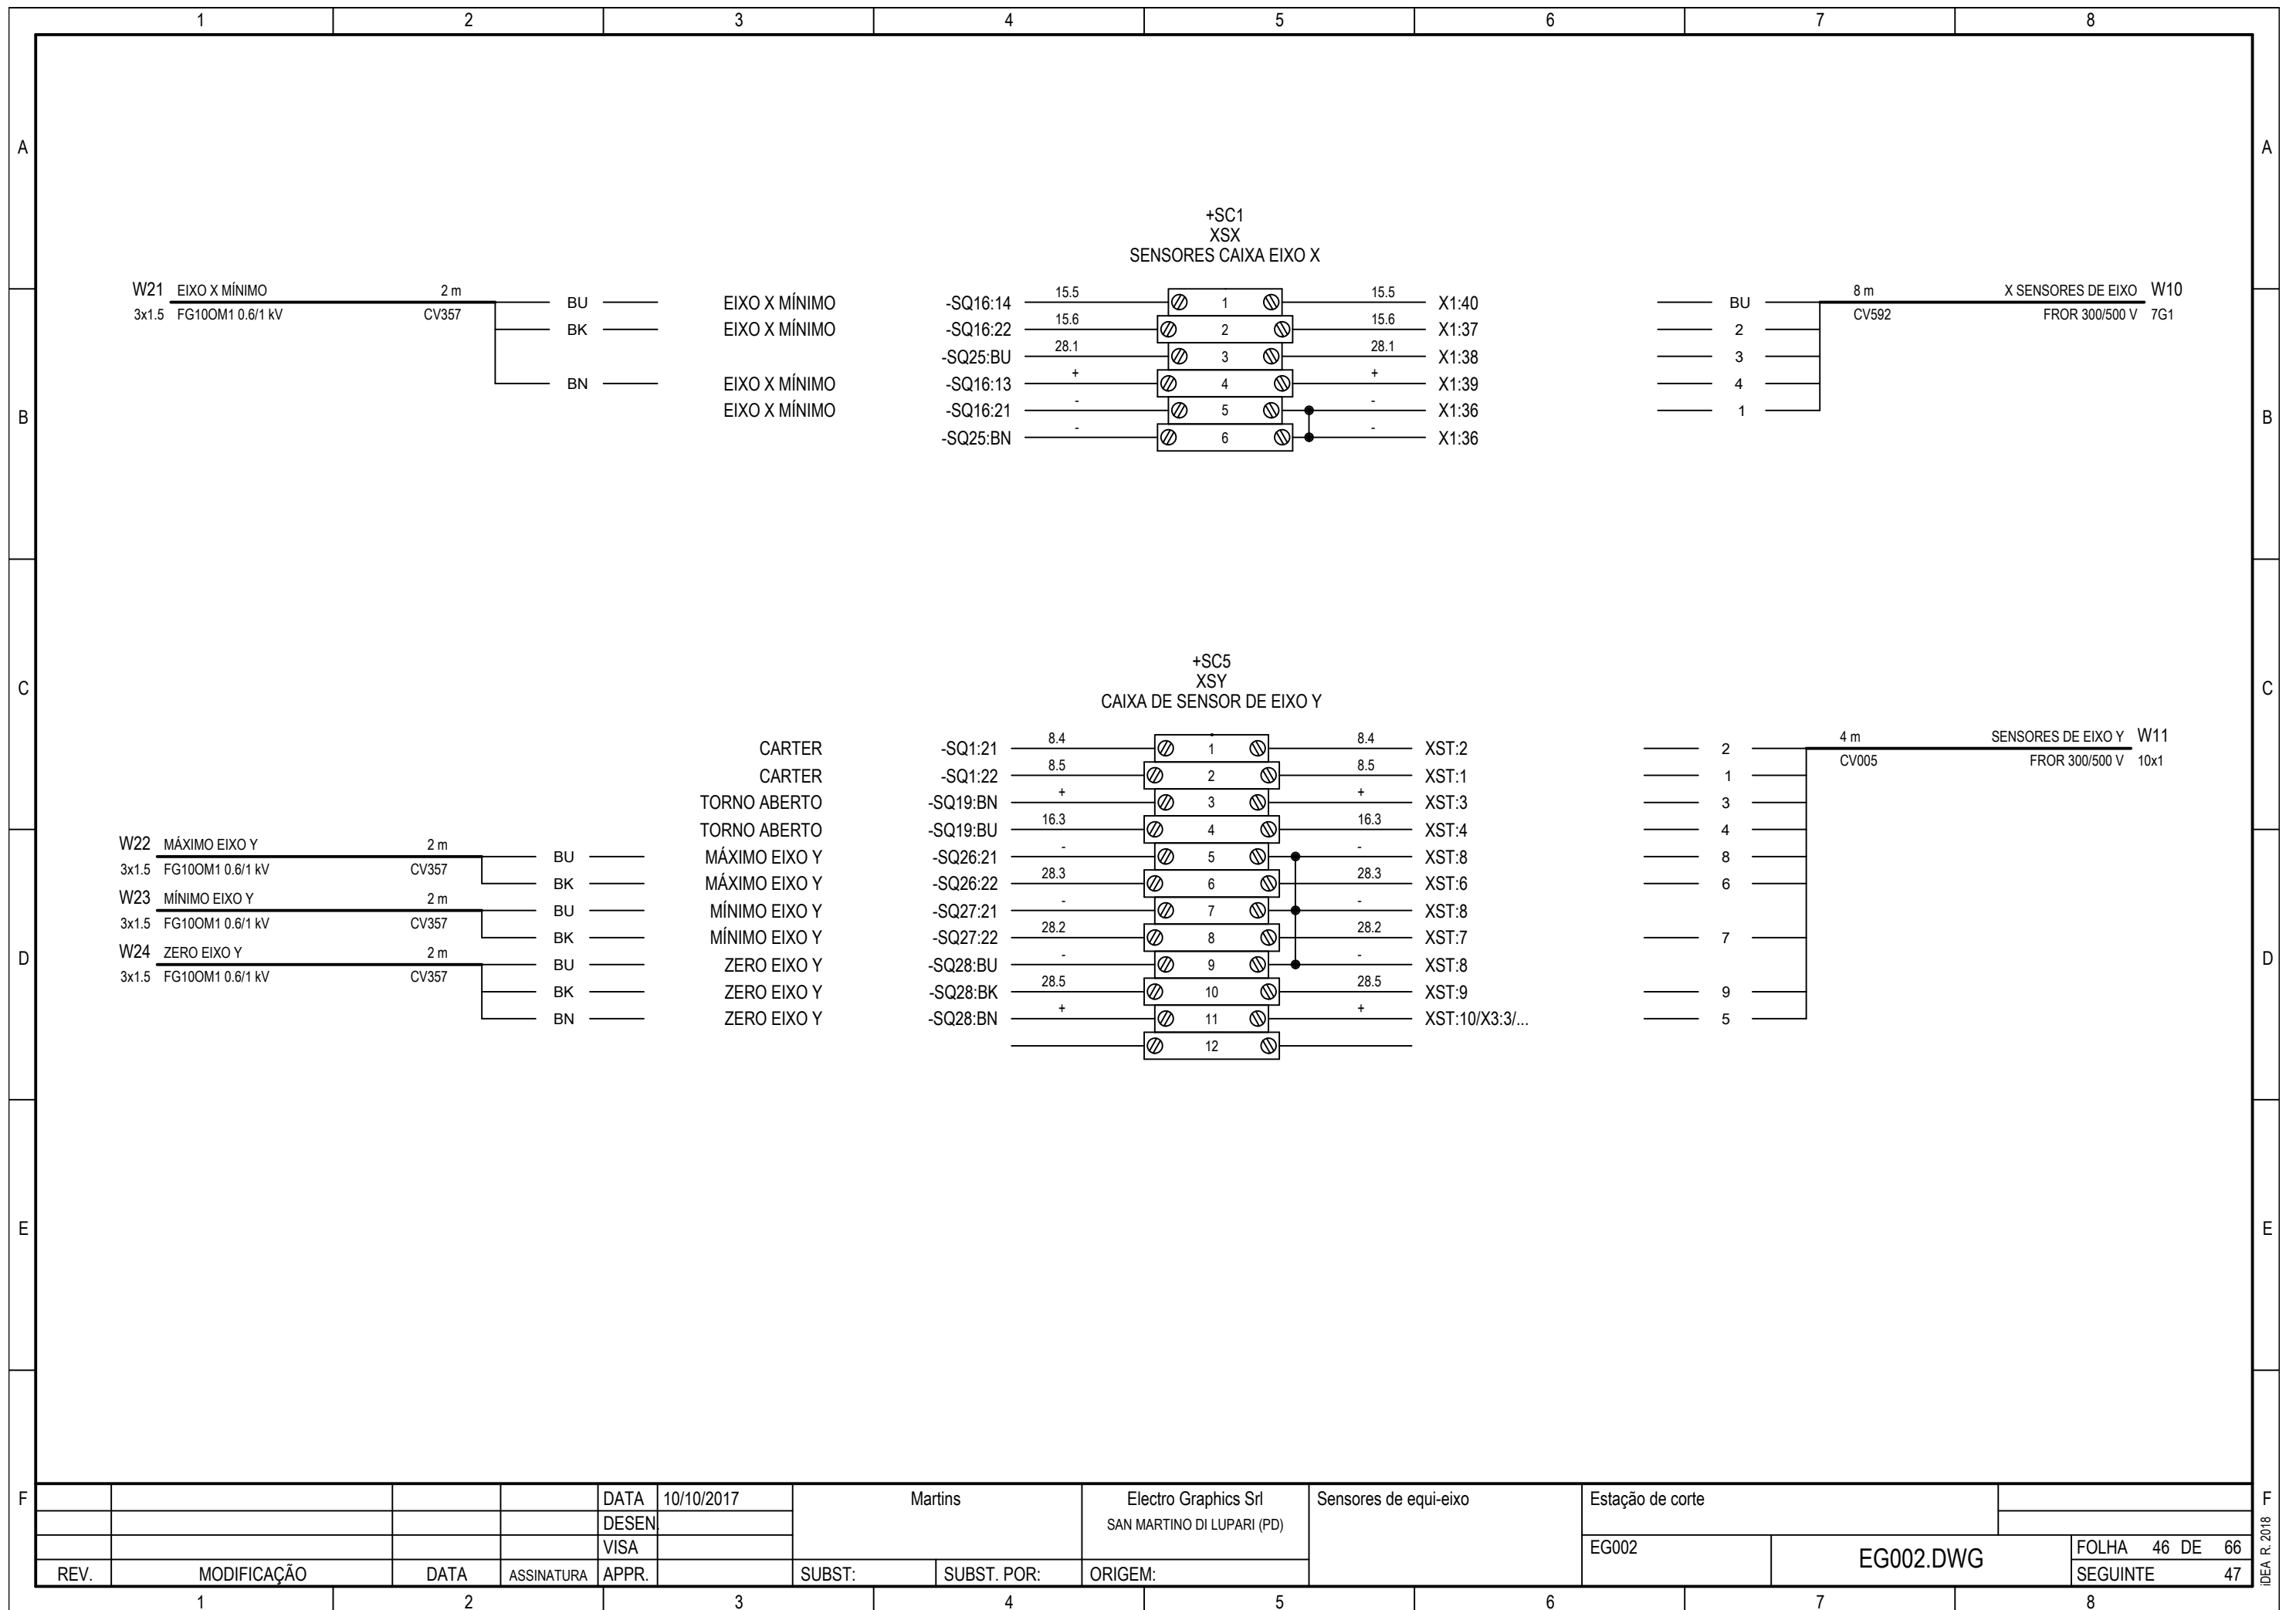 1 2 3 4 5 6 7 8
A A
+SC1
XSX
SENSORES CAIXA EIXO X
W21 EIXO X MÍNIMO 2 m
3x1.5 FG10OM1 0.6/1 kV CV357
BU EIXO X MÍNIMO -SQ16:14 15.5 1 15.5 X1:40 BU
BK EIXO X MÍNIMO -SQ16:22 15.6 2 15.6 X1:37 2
-SQ25:BU 28.1 3 28.1 X1:38 3
BN EIXO X MÍNIMO -SQ16:13 + 4 + X1:39 4
EIXO X MÍNIMO -SQ16:21 - 5 - X1:36 1
-SQ25:BN - 6 - X1:36
8 m X SENSORES DE EIXO W10
CV592 FROR 300/500 V 7G1
B B
+SC5
XSY
CAIXA DE SENSOR DE EIXO Y
C C
CARTER -SQ1:21 8.4 1 8.4 XST:2 2
CARTER -SQ1:22 8.5 2 8.5 XST:1 1
TORNO ABERTO -SQ19:BN + 3 + XST:3 3
TORNO ABERTO -SQ19:BU 16.3 4 16.3 XST:4 4
4 m SENSORES DE EIXO Y W11
CV005 FROR 300/500 V 10x1
W22 MÁXIMO EIXO Y 2 m
3x1.5 FG10OM1 0.6/1 kV CV357
BU MÁXIMO EIXO Y -SQ26:21 - 5 - XST:8 8
BK MÁXIMO EIXO Y -SQ26:22 28.3 6 28.3 XST:6 6
W23 MÍNIMO EIXO Y 2 m
3x1.5 FG10OM1 0.6/1 kV CV357
BU MÍNIMO EIXO Y -SQ27:21 - 7 - XST:8
BK MÍNIMO EIXO Y -SQ27:22 28.2 8 28.2 XST:7 7
W24 ZERO EIXO Y 2 m
3x1.5 FG10OM1 0.6/1 kV CV357
BU ZERO EIXO Y -SQ28:BU - 9 - XST:8
BK ZERO EIXO Y -SQ28:BK 28.5 10 28.5 XST:9 9
BN ZERO EIXO Y -SQ28:BN + 11 + XST:10/X3:3/... 5
12
D D
E E
F F
DATA 10/10/2017
DESEN.
VISA
REV. MODIFICAÇÃO DATA ASSINATURA APPR.
Martins
SUBST: SUBST. POR:
Electro Graphics Srl
SAN MARTINO DI LUPARI (PD)
ORIGEM:
Sensores de equi-eixo
Estação de corte
EG002
EG002.DWG
FOLHA 46 DE 66
SEGUINTE 47
iDEA R. 2018
1 2 3 4 5 6 7 8